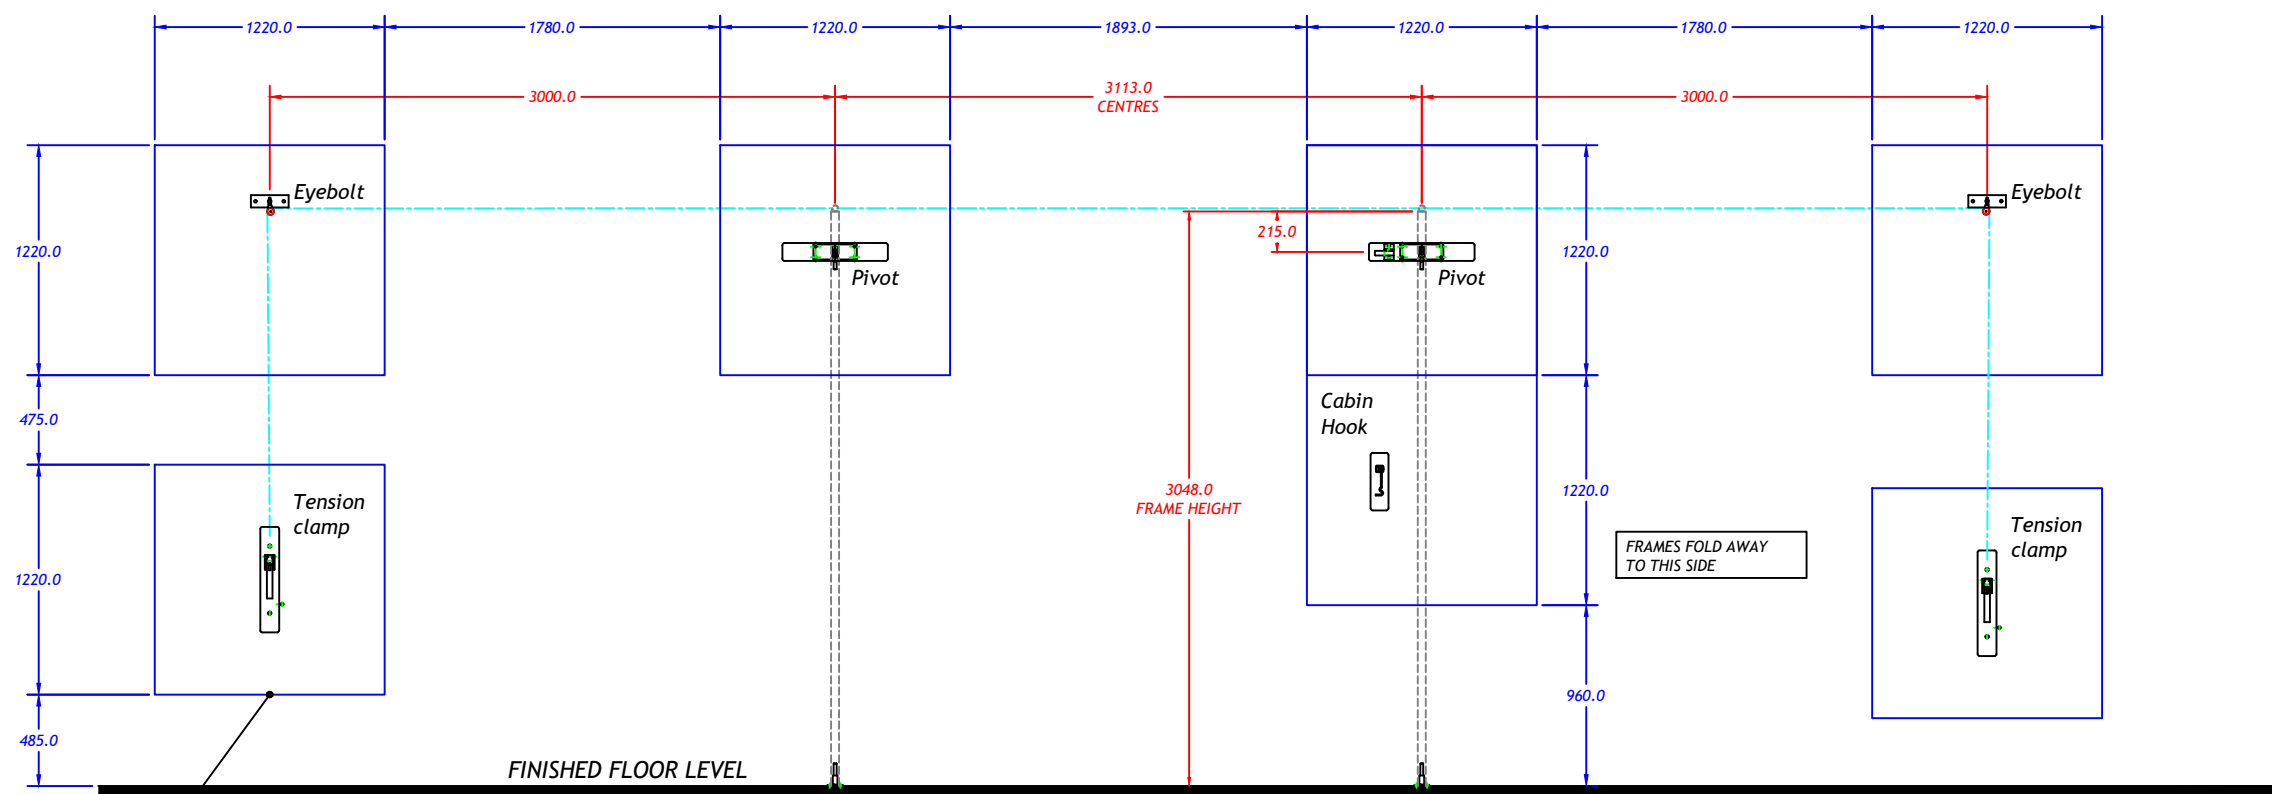 1220.0
1780.0
1220.0
1893.0
1220.0
1780.0
1220.0
3000.0
3113.0
CENTRES
3000.0
Eyebolt
Eyebolt
1220.0
215.0
1220.0
Pivot
Pivot
475.0
Cabin
Hook
1220.0
3048.0
FRAME HEIGHT
Tension
clamp
FRAMES FOLD AWAY
TO THIS SIDE
Tension
clamp
1220.0
960.0
485.0
FINISHED FLOOR LEVEL